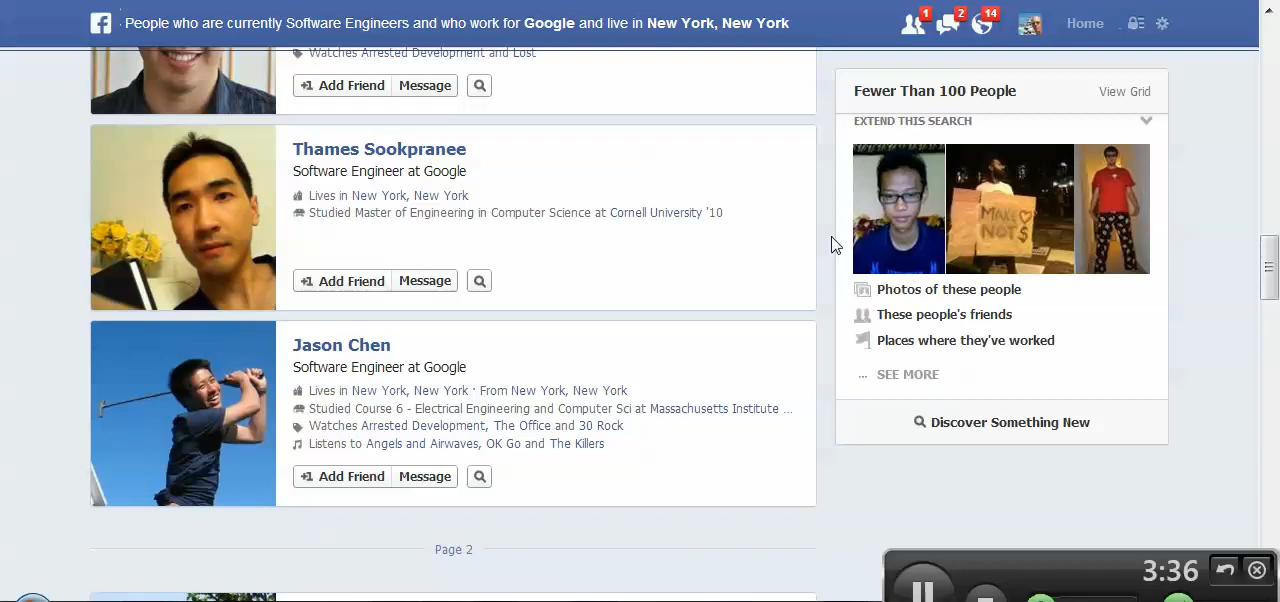 People who are currently Software Engineers and who work for Google and live in New York, New York
1
2
14
Home
Watches Arrested Development and Lost
+1 Add Friend
Message
Thames Sookpranee
Software Engineer at Google
Lives in New York, New York
Studied Master of Engineering in Computer Science at Cornell University '10
+1 Add Friend
Message
Jason Chen
Software Engineer at Google
Lives in New York, New York · From New York, New York
Studied Course 6 - Electrical Engineering and Computer Sci at Massachusetts Institute ...
Watches Arrested Development, The Office and 30 Rock
Listens to Angels and Airwaves, OK Go and The Killers
+1 Add Friend
Message
Page 2
Fewer Than 100 People
View Grid
EXTEND THIS SEARCH
MAKE
NOT $
Photos of these people
These people's friends
Places where they've worked
... SEE MORE
Discover Something New
3:36